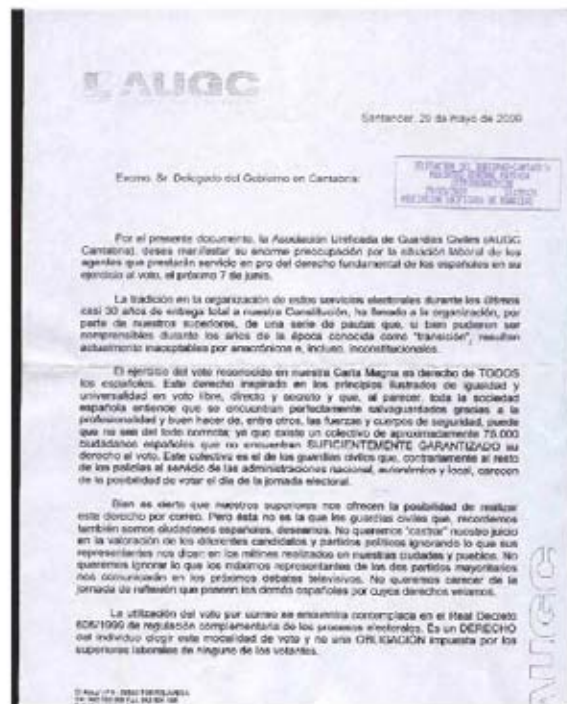 AUGC
Santander, 20 de mayo de 2009
Excmo. Sr. Delegado del Gobierno en Cantabria:
Por el presente documento, la Asociación Unificada de Guardias Civiles (AUGC
Cantabria), desea manifestar su enorme preocupación por la situación laboral de los
agentes que prestarán servicio en pro del derecho fundamental de los españoles en su
ejercicio al voto, el próximo 7 de junio.
La tradición en la organización de estos servicios electorales durante los últimos
casi 30 años de entrega total a nuestra Constitución, ha llevado a la organización, por
parte de nuestros superiores, de una serie de pautas que, si bien pudieron ser
comprensibles durante los años de la época conocida como "transición", resultan
actualmente inaceptables por anacrónicos e, incluso, inconstitucionales.
El ejercicio del voto reconocido en nuestra Carta Magna es derecho de TODOS
los españoles. Este derecho inspirado en los principios ilustrados de igualdad y
universalidad en voto libre, directo y secreto y que, al parecer, toda la sociedad
española entiende que se encuentran perfectamente salvaguardados gracias a la
profesionalidad y buen hacer de, entre otros, las fuerzas y cuerpos de seguridad, puede
que no sea del todo correcta, ya que existe un colectivo de aproximadamente 75.000
ciudadanos españoles que no encuentran SUFICIENTEMENTE GARANTIZADO su
derecho al voto. Este colectivo es el de los guardias civiles que, contrariamente al resto
de los policías al servicio de las administraciones nacional, autonómica y local, carecen
de la posibilidad de votar el día de la jornada electoral.
Bien es cierto que nuestros superiores nos ofrecen la posibilidad de realizar
este derecho por correo. Pero ésta no es la que los guardias civiles que, recordemos
también somos ciudadanos españoles, deseamos. No queremos "castrar" nuestro juicio
en la valoración de los diferentes candidatos y partidos políticos ignorando lo que sus
representantes nos dicen en los mítines realizados en nuestras ciudades y pueblos. No
queremos ignorar lo que los máximos representantes de los dos partidos mayoritarios
nos comunicarán en los próximos debates televisivos. No queremos carecer de la
jornada de reflexión que poseen los demás españoles por cuyos derechos velamos.
La utilización del voto por correo se encuentra contemplada en el Real Decreto
605/1999 de regulación complementaria de los procesos electorales. Es un DERECHO
del individuo elegir esta modalidad de voto y no una OBLIGACIÓN impuesta por los
superiores laborales de ninguno de los votantes.
AUGC